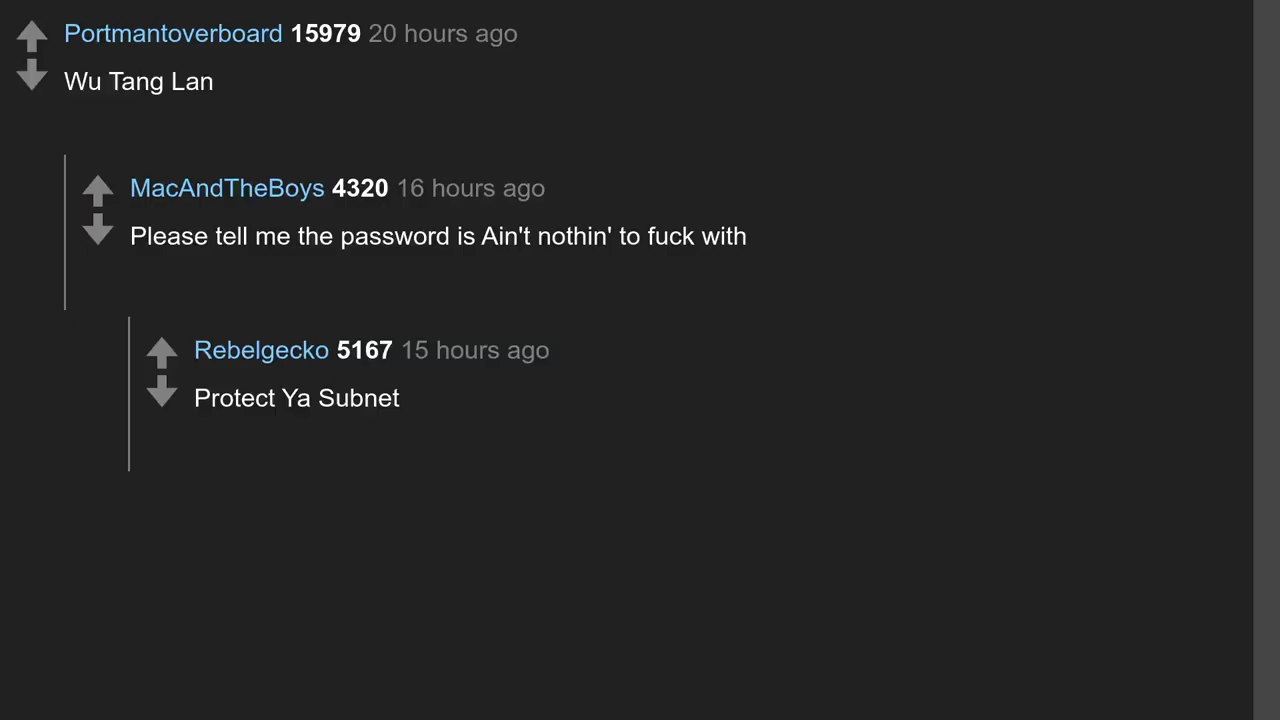 Portmantoverboard 15979 20 hours ago
Wu Tang Lan
MacAndTheBoys 4320 16 hours ago
Please tell me the password is Ain't nothin' to fuck with
Rebelgecko 5167 15 hours ago
Protect Ya Subnet